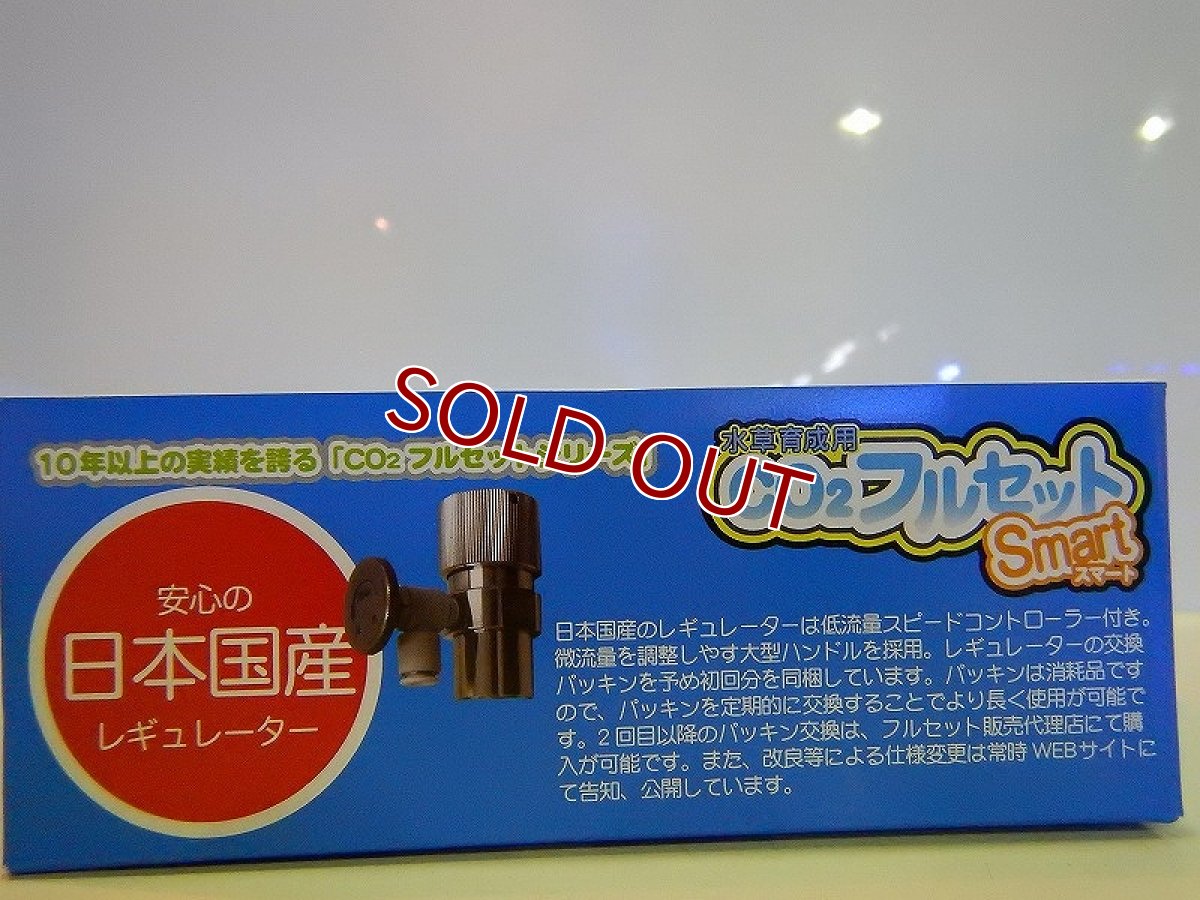 SOLD OUT
10年以上の実績を誇る「CO2フルセットシリーズ」
水草育成用
CO2フルセット
Smart
スマート
安心の
日本国産
レギュレーター
日本国産のレギュレーターは低流量スピードコントローラー付き。
微流量を調整しやす大型ハンドルを採用。レギュレーターの交換
パッキンを予め初回分を同梱しています。パッキンは消耗品です
ので、パッキンを定期的に交換することでより長く使用が可能で
す。2回目以降のパッキン交換は、フルセット販売代理店にて購
入が可能です。また、改良等による仕様変更は常時WEBサイトに
て告知、公開しています。